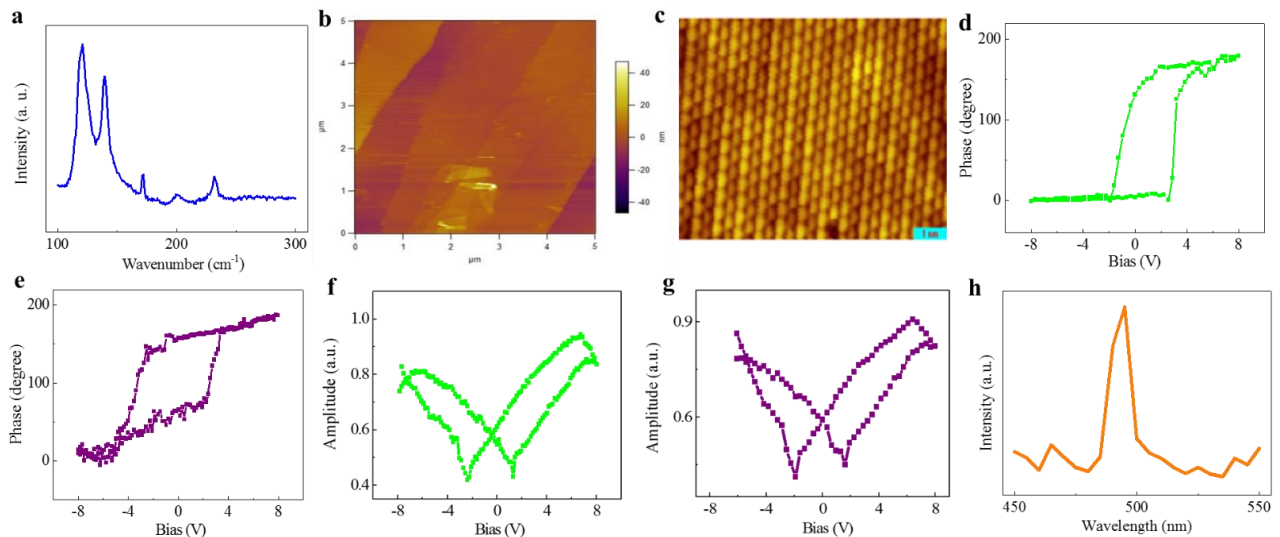 a
Intensity (a. u.)
100
200
300
Wavenumber (cm-1)
b
5
4
3
2
1
0
µm
0
1
2
3
4
5
µm
40
20
0
-20
-40
nm
c
1 nm
d
200
100
0
Phase (degree)
-8
-4
0
4
8
Bias (V)
e
200
100
0
Phase (degree)
-8
-4
0
4
8
Bias (V)
f
1.0
0.8
0.6
0.4
Amplitude (a.u.)
-8
-4
0
4
8
Bias (V)
g
0.9
0.6
Amplitude (a.u.)
-8
-4
0
4
8
Bias (V)
h
Intensity (a.u.)
450
500
550
Wavelength (nm)